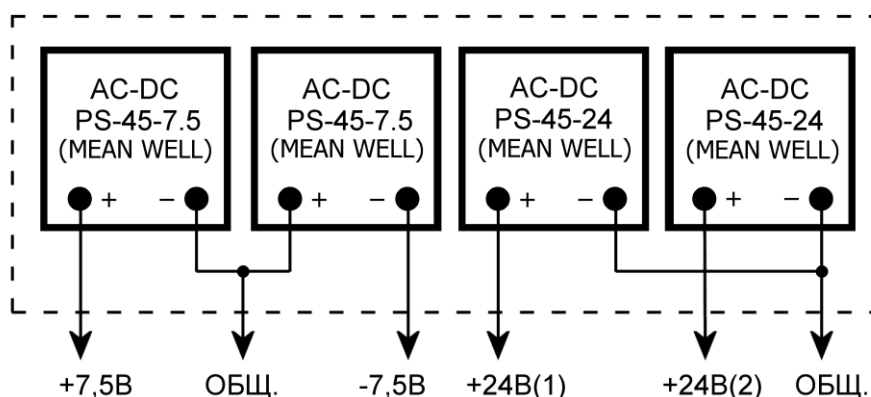 AC-DC
PS-45-7.5
(MEAN WELL)
+ −
AC-DC
PS-45-7.5
(MEAN WELL)
+ −
AC-DC
PS-45-24
(MEAN WELL)
+ −
AC-DC
PS-45-24
(MEAN WELL)
+ −
+7,5В ОБЩ. -7,5В +24В(1) +24В(2) ОБЩ.